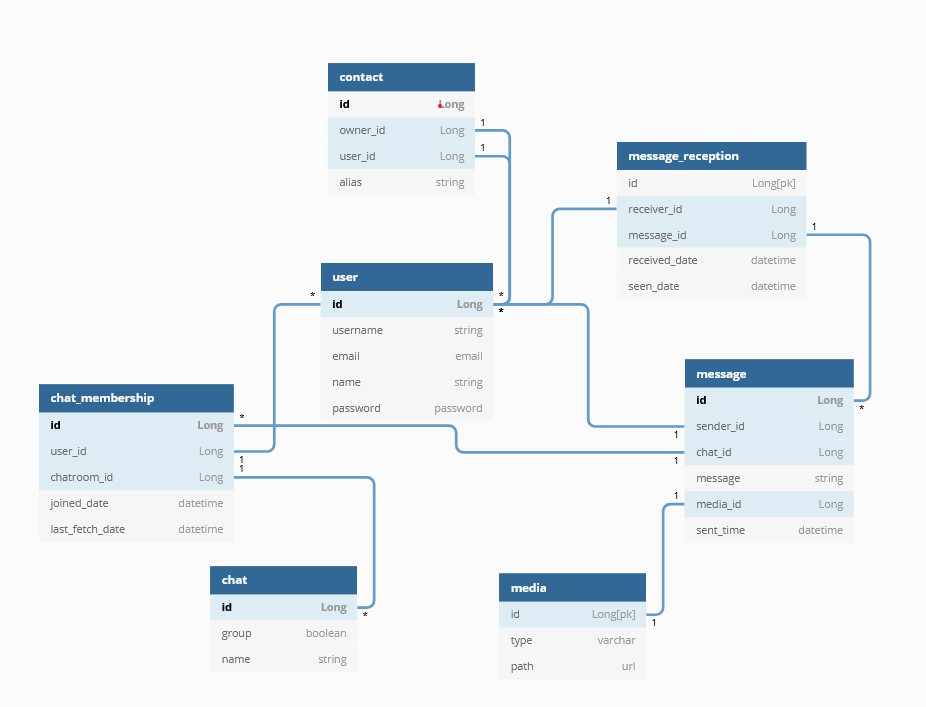 contact
id Long
owner_id Long 1
user_id Long 1
alias string
message_reception
id Long[pk]
1 receiver_id Long
message_id Long 1
received_date datetime
seen_date datetime
user
* id Long *
*
username string
email email
name string
password password
chat_membership
id Long *
user_id Long 1
chatroom_id Long 1
joined_date datetime
last_fetch_date datetime
message
id Long *
1 sender_id Long
1 chat_id Long
message string
1 media_id Long
sent_time datetime
chat
id Long *
group boolean
name string
media
id Long[pk] 1
type varchar
path url